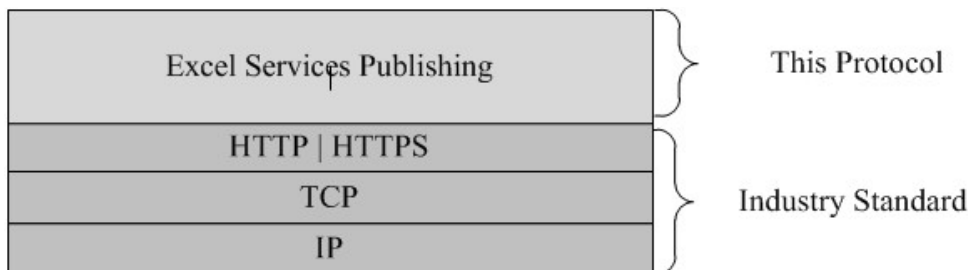 Excel Services Publishing
This Protocol
HTTP | HTTPS
TCP
Industry Standard
IP